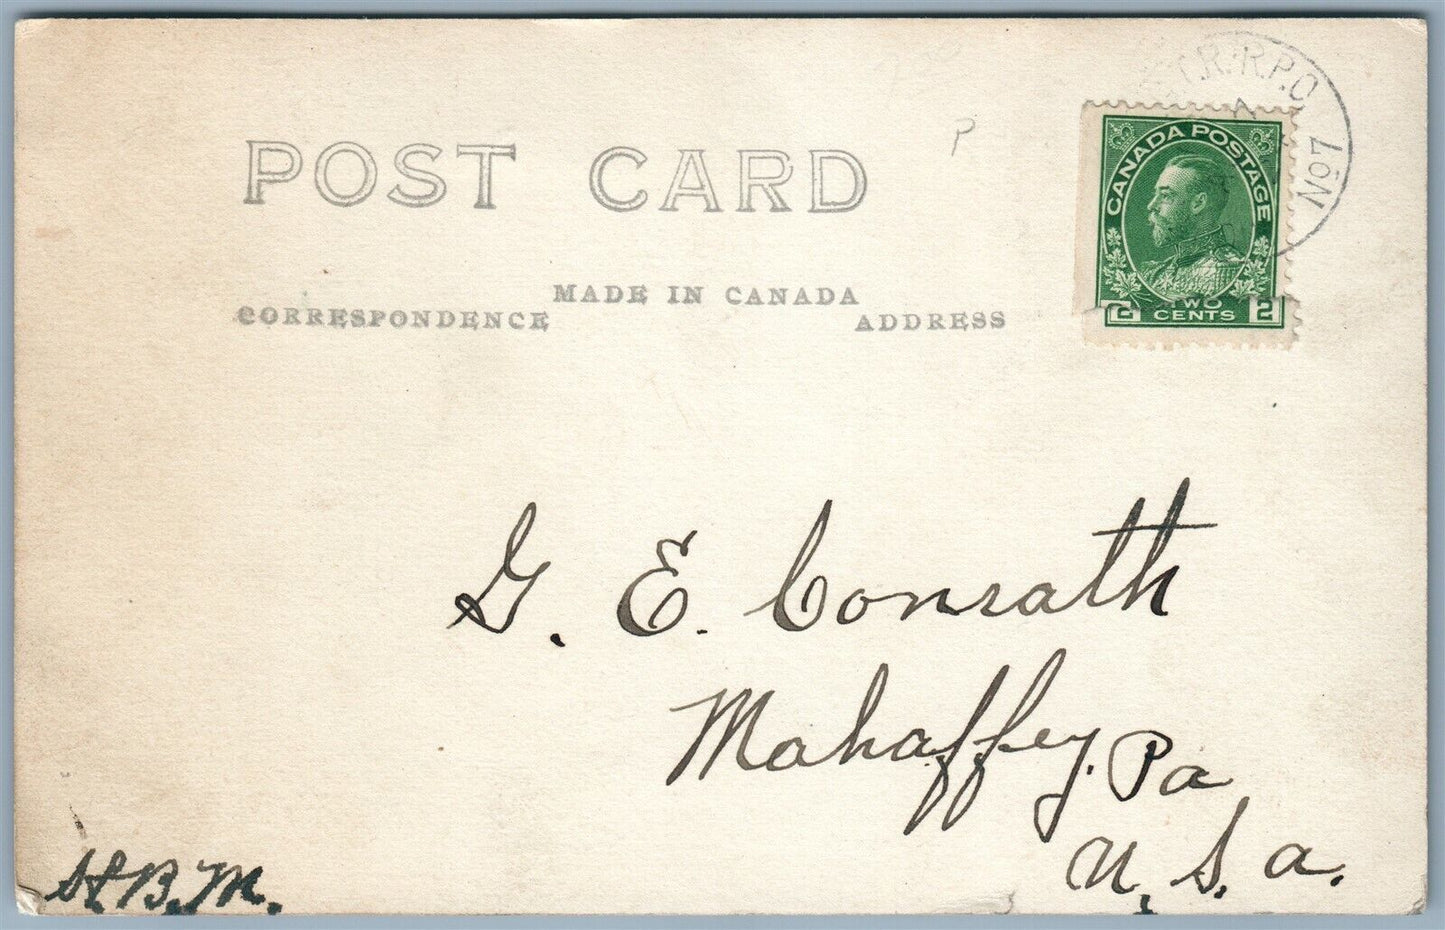 T.R. R.P.O
No7
CANADA POSTAGE
TWO
2 CENTS 2
P
POST CARD
MADE IN CANADA
CORRESPONDENCE ADDRESS
G. E. Conrath
Mahaffey, Pa
U.S.A.